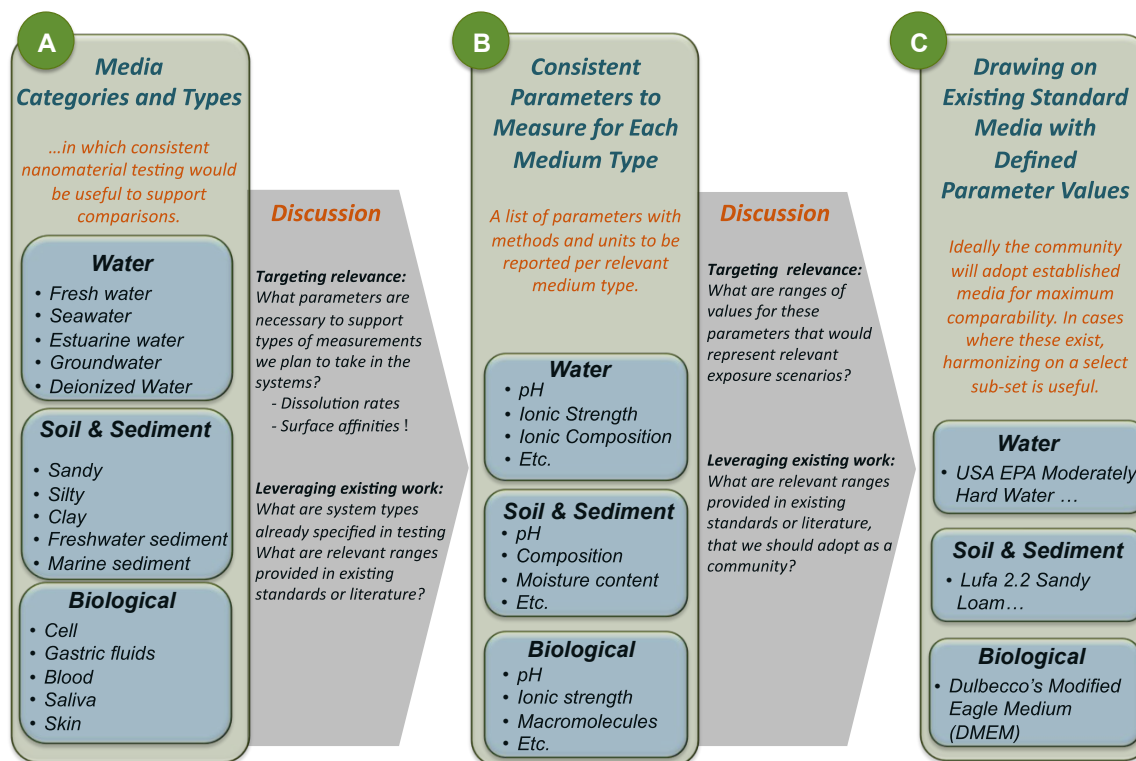 A
Media
Categories and Types
...in which consistent
nanomaterial testing would
be useful to support
comparisons.
Water
• Fresh water
• Seawater
• Estuarine water
• Groundwater
• Deionized Water
Soil & Sediment
• Sandy
• Silty
• Clay
• Freshwater sediment
• Marine sediment
Biological
• Cell
• Gastric fluids
• Blood
• Saliva
• Skin
Discussion
Targeting relevance:
What parameters are
necessary to support
types of measurements
we plan to take in the
systems?
- Dissolution rates
- Surface affinities !
Leveraging existing work:
What are system types
already specified in testing
What are relevant ranges
provided in existing
standards or literature?
B
Consistent
Parameters to
Measure for Each
Medium Type
A list of parameters with
methods and units to be
reported per relevant
medium type.
Water
• pH
• Ionic Strength
• Ionic Composition
• Etc.
Soil & Sediment
• pH
• Composition
• Moisture content
• Etc.
Biological
• pH
• Ionic strength
• Macromolecules
• Etc.
Discussion
Targeting relevance:
What are ranges of
values for these
parameters that would
represent relevant
exposure scenarios?
Leveraging existing work:
What are relevant ranges
provided in existing
standards or literature,
that we should adopt as a
community?
C
Drawing on
Existing Standard
Media with
Defined
Parameter Values
Ideally the community
will adopt established
media for maximum
comparability. In cases
where these exist,
harmonizing on a select
sub-set is useful.
Water
• USA EPA Moderately
Hard Water ...
Soil & Sediment
• Lufa 2.2 Sandy
Loam...
Biological
• Dulbecco's Modified
Eagle Medium
(DMEM)